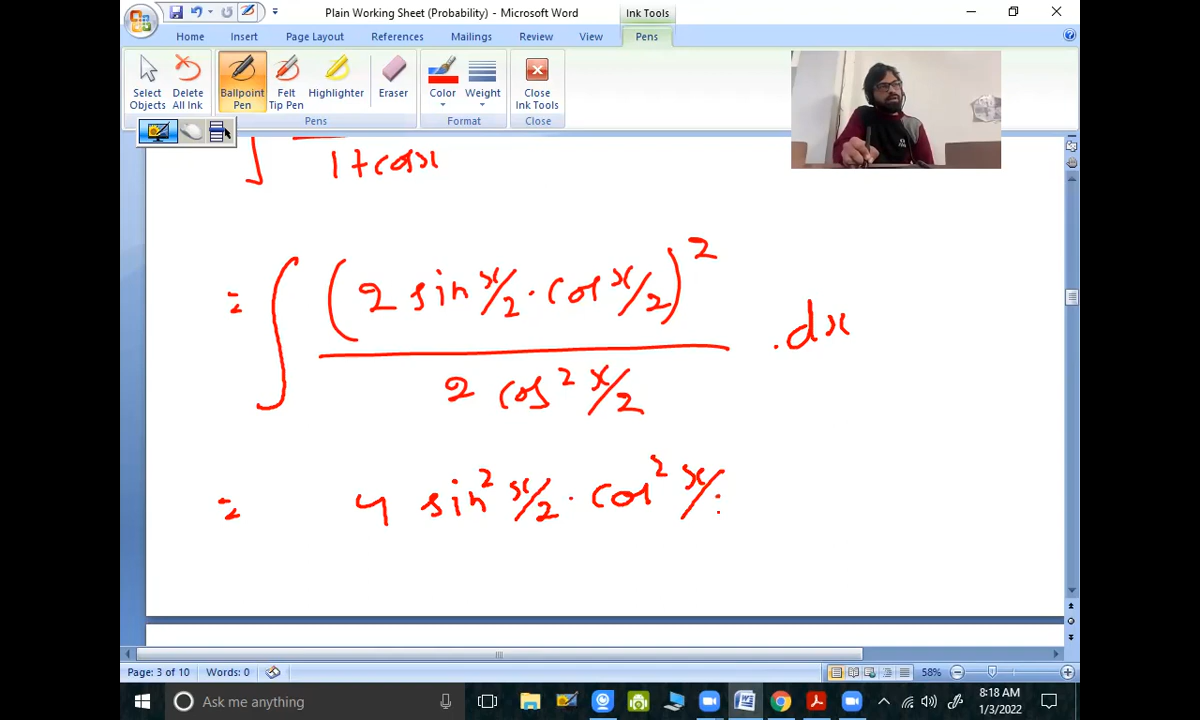 Plain Working Sheet (Probability) - Microsoft Word
Ink Tools
Home Insert Page Layout References Mailings Review View Pens
Select Objects
Delete All Ink
Ballpoint Pen
Felt Tip Pen
Highlighter
Eraser
Color
Weight
Close Ink Tools
Pens
Format
Close
∫ 1+cosx
= ∫ (2 sin x/2 · cos x/2)² / 2 cos² x/2 . dx
= 4 sin² x/2 · cos² x/
Page: 3 of 10 Words: 0 58%
Ask me anything
8:18 AM
1/3/2022